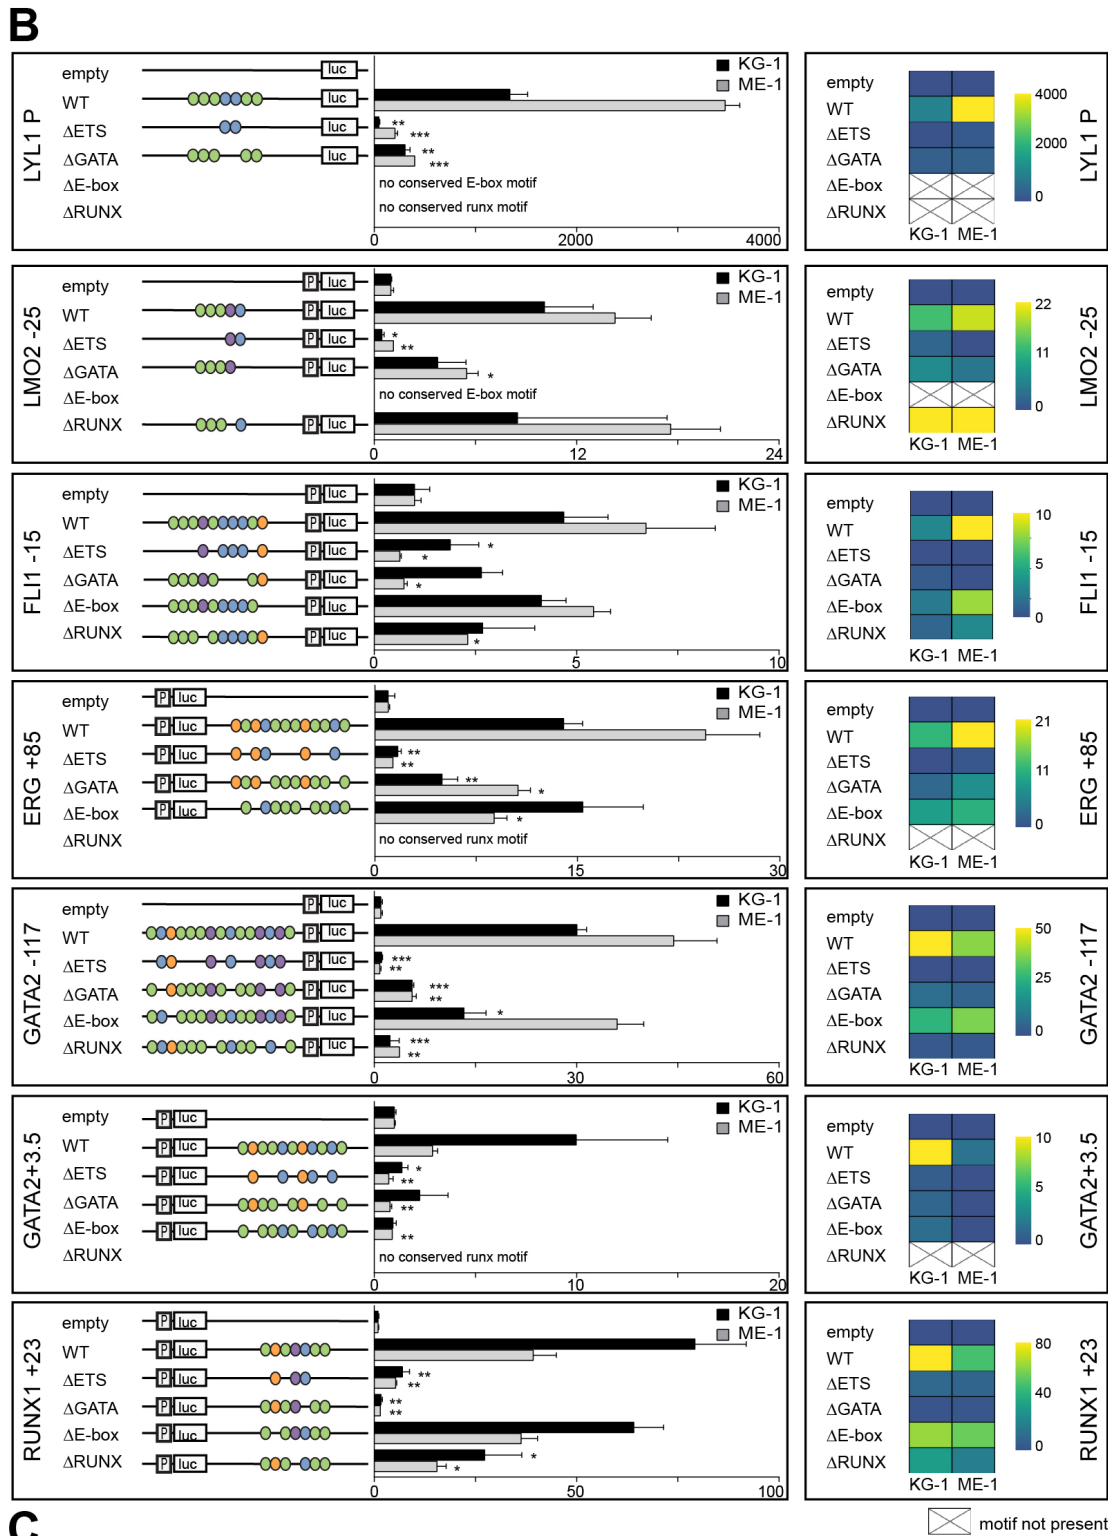 B
LYL1 P
empty
luc
KG-1
ME-1
WT
luc
ΔETS
luc
**
***
ΔGATA
luc
**
***
ΔE-box
no conserved E-box motif
ΔRUNX
no conserved runx motif
0 2000 4000
WT
ΔETS
ΔGATA
ΔE-box
ΔRUNX
empty
KG-1 ME-1
4000
2000
0
LYL1 P
LMO2 -25
empty
P luc
KG-1
ME-1
WT
P luc
ΔETS
P luc
*
**
ΔGATA
P luc
*
ΔE-box
no conserved E-box motif
ΔRUNX
P luc
0 12 24
empty
WT
ΔETS
ΔGATA
ΔE-box
ΔRUNX
KG-1 ME-1
22
11
0
LMO2 -25
FLI1 -15
empty
P luc
KG-1
ME-1
WT
P luc
ΔETS
P luc
*
*
ΔGATA
P luc
*
ΔE-box
P luc
ΔRUNX
P luc
*
0 5 10
empty
WT
ΔETS
ΔGATA
ΔE-box
ΔRUNX
KG-1 ME-1
10
5
0
FLI1 -15
ERG +85
empty
P luc
KG-1
ME-1
WT
P luc
ΔETS
P luc
**
**
ΔGATA
P luc
**
*
ΔE-box
P luc
*
ΔRUNX
no conserved runx motif
0 15 30
empty
WT
ΔETS
ΔGATA
ΔE-box
ΔRUNX
KG-1 ME-1
21
11
0
ERG +85
GATA2 -117
empty
P luc
KG-1
ME-1
WT
P luc
ΔETS
P luc
***
**
ΔGATA
P luc
***
**
ΔE-box
P luc
*
ΔRUNX
P luc
***
**
0 30 60
empty
WT
ΔETS
ΔGATA
ΔE-box
ΔRUNX
KG-1 ME-1
50
25
0
GATA2 -117
GATA2+3.5
empty
P luc
KG-1
ME-1
WT
P luc
ΔETS
P luc
*
**
ΔGATA
P luc
**
ΔE-box
P luc
**
ΔRUNX
no conserved runx motif
0 10 20
empty
WT
ΔETS
ΔGATA
ΔE-box
ΔRUNX
KG-1 ME-1
10
5
0
GATA2+3.5
RUNX1 +23
empty
P luc
KG-1
ME-1
WT
P luc
ΔETS
P luc
**
**
ΔGATA
P luc
**
**
ΔE-box
P luc
ΔRUNX
P luc
*
*
0 50 100
empty
WT
ΔETS
ΔGATA
ΔE-box
ΔRUNX
KG-1 ME-1
80
40
0
RUNX1 +23
motif not present
C